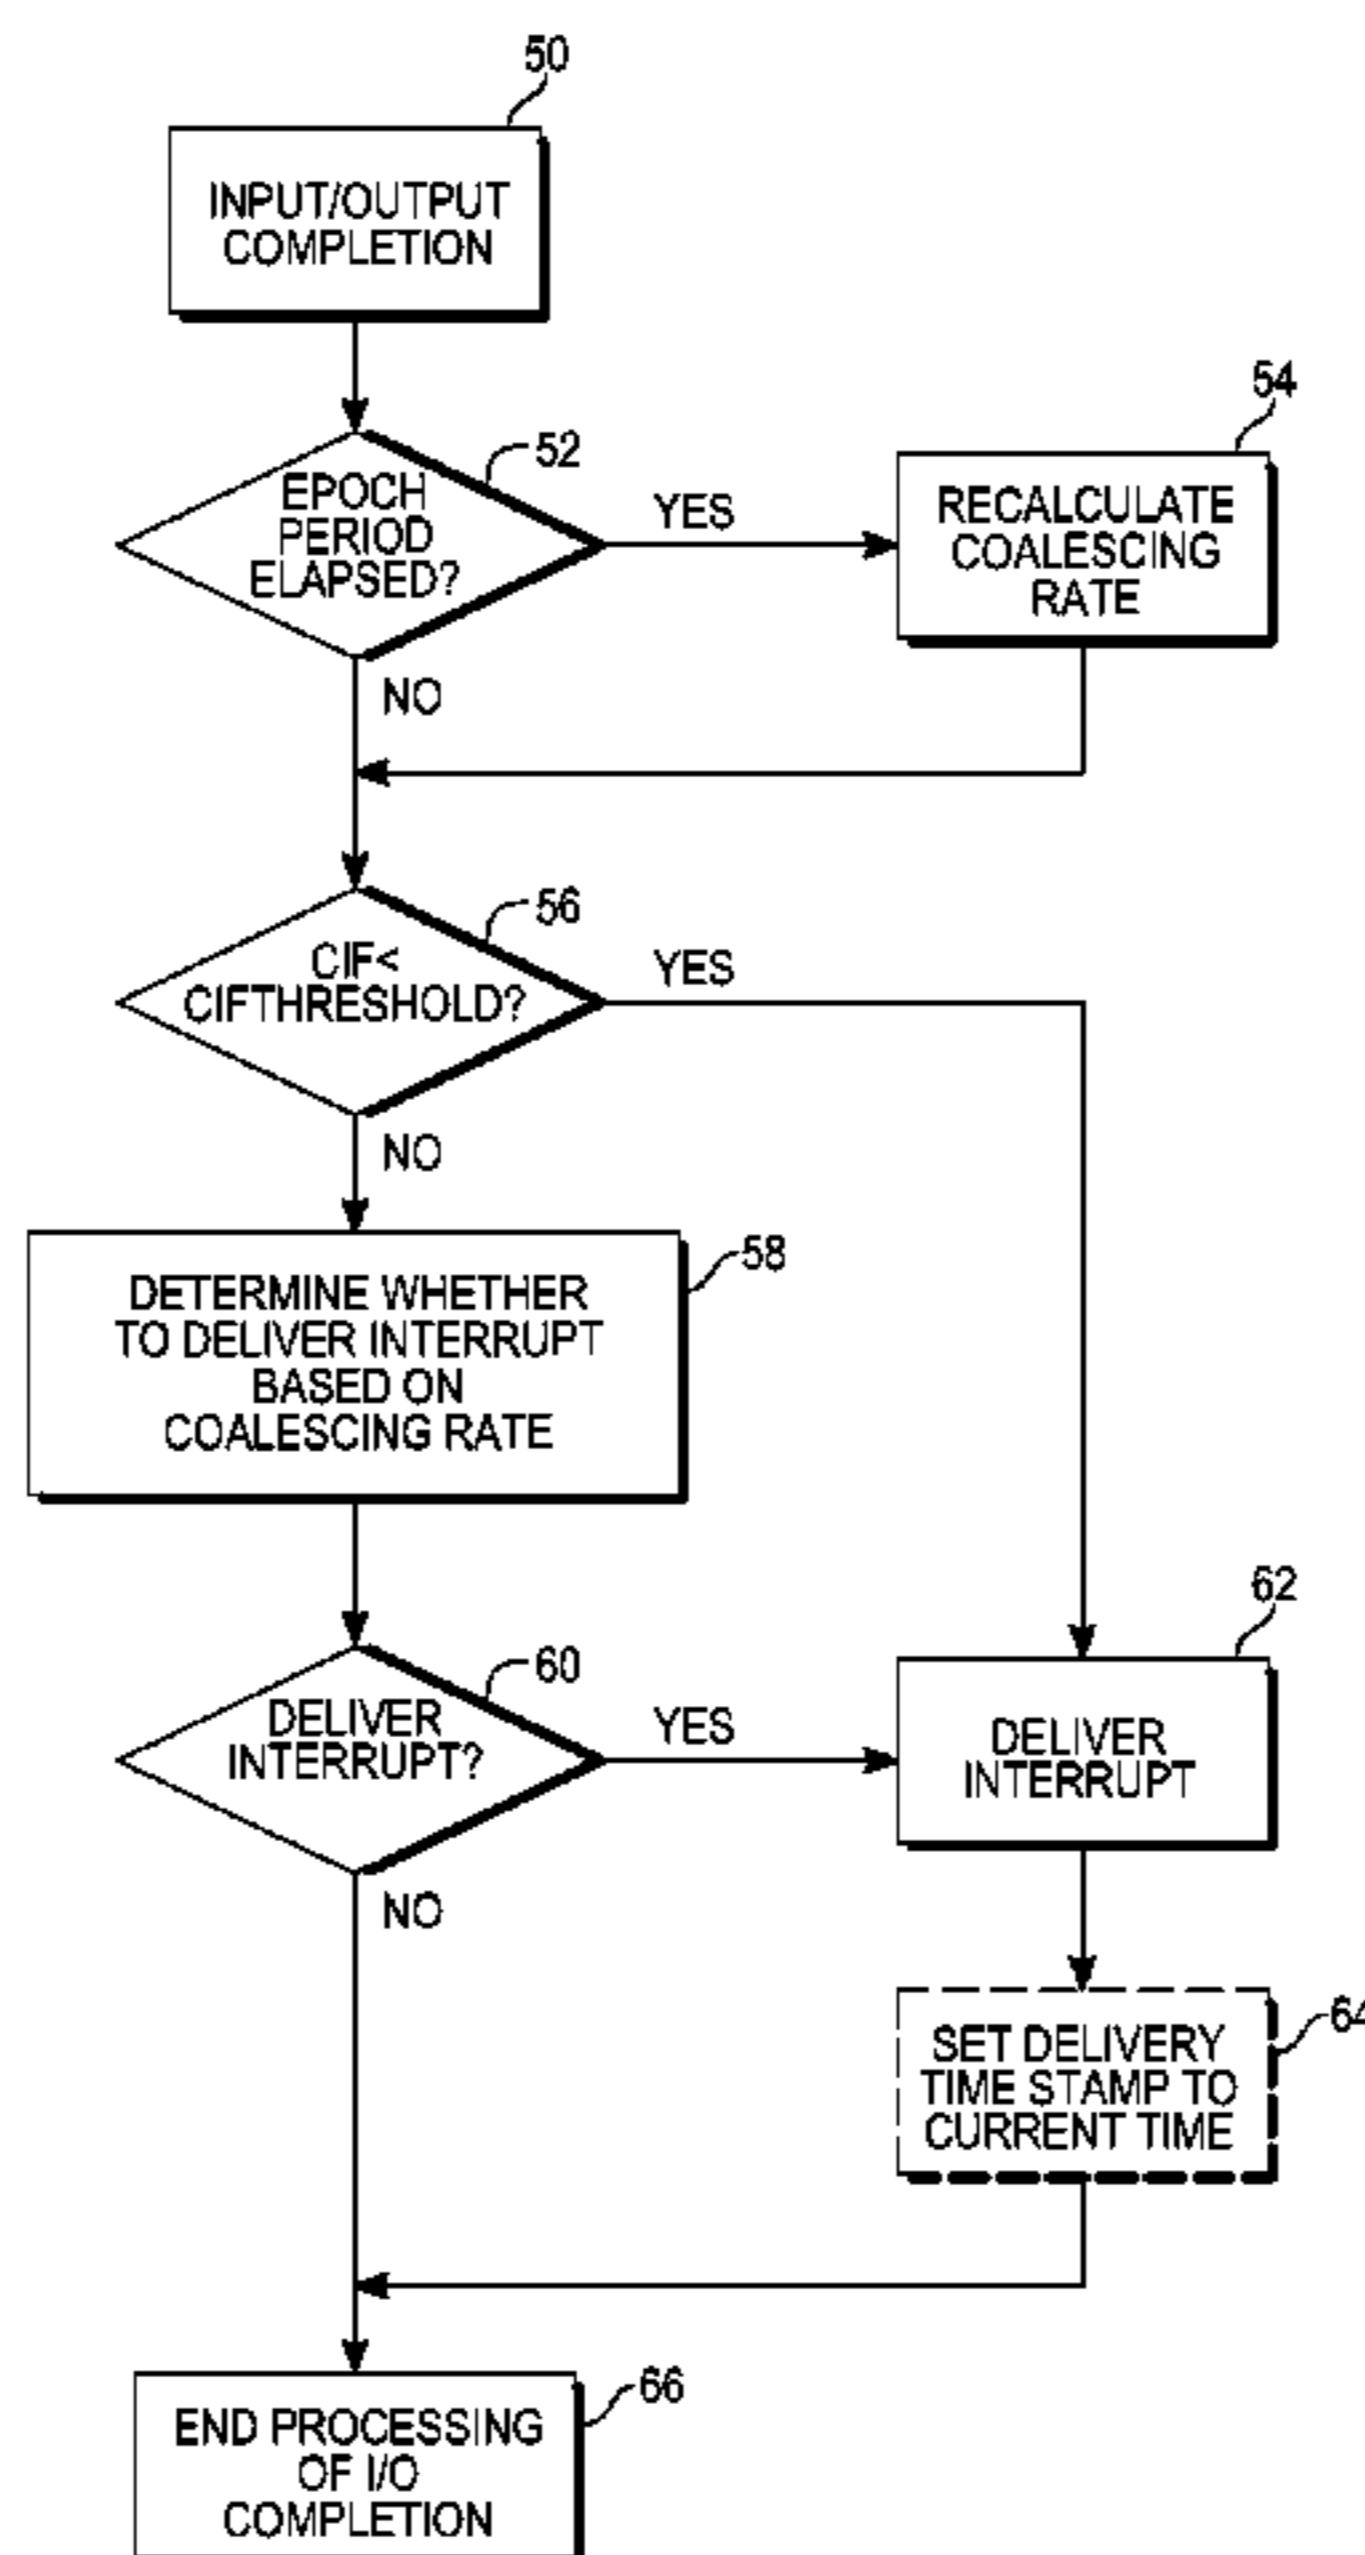 50
INPUT/OUTPUT
COMPLETION
52
EPOCH
PERIOD
ELAPSED?
YES
54
RECALCULATE
COALESCING
RATE
NO
56
CIF<
CIFTHRESHOLD?
YES
NO
58
DETERMINE WHETHER
TO DELIVER INTERRUPT
BASED ON
COALESCING RATE
60
DELIVER
INTERRUPT?
YES
62
DELIVER
INTERRUPT
NO
64
SET DELIVERY
TIME STAMP TO
CURRENT TIME
66
END PROCESSING
OF I/O
COMPLETION